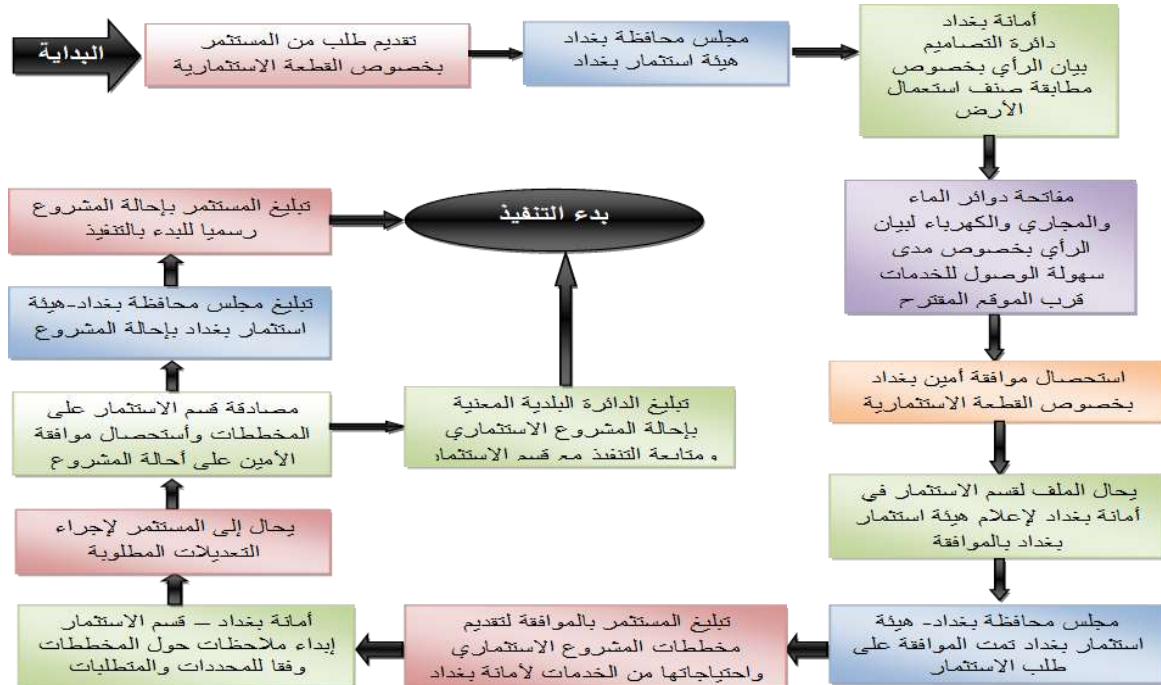 البداية
تقديم طلب من المستثمر
بخصوص القطعة الاستثمارية
مجلس محافظة بغداد
هيئة استثمار بغداد
أمانة بغداد
دائرة التصاميم
بيان الرأي بخصوص
مطابقة صنف استعمال
الأرض
مفاتحة دوائر الماء
والمجاري والكهرباء لبيان
الرأي بخصوص مدى
سهولة الوصول للخدمات
قرب الموقع المقترح
استحصال موافقة أمين بغداد
بخصوص القطعة الاستثمارية
يحال الملف لقسم الاستثمار في
أمانة بغداد لإعلام هيئة استثمار
بغداد بالموافقة
مجلس محافظة بغداد- هيئة
استثمار بغداد تمت الموافقة على
طلب الاستثمار
تبليغ المستثمر بالموافقة لتقديم
مخططات المشروع الاستثماري
واحتياجاتها من الخدمات لأمانة بغداد
أمانة بغداد – قسم الاستثمار
إبداء ملاحظات حول المخططات
وفقا للمحددات والمتطلبات
يحال إلى المستثمر لإجراء
التعديلات المطلوبة
مصادقة قسم الاستثمار على
المخططات وأستحصال موافقة
الأمين على أحالة المشروع
تبليغ الدائرة البلدية المعنية
بإحالة المشروع الاستثماري
ومتابعة التنفيذ مع قسم الاستثمار
تبليغ مجلس محافظة بغداد-هيئة
استثمار بغداد بإحالة المشروع
تبليغ المستثمر بإحالة المشروع
رسميا للبدء بالتنفيذ
بدء التنفيذ